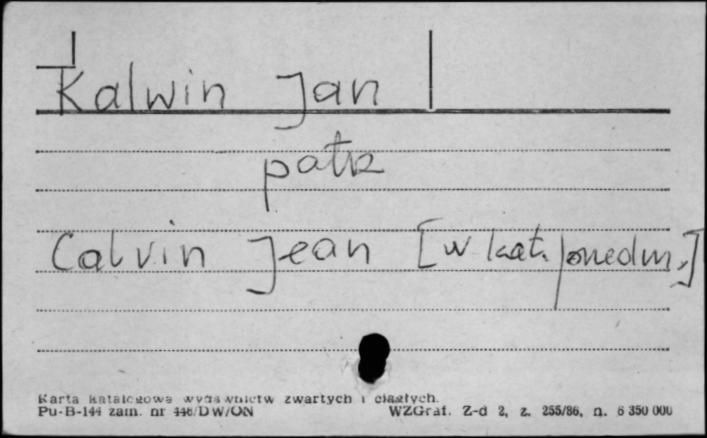 Kalwin Jan
patrz
Calvin Jean [w kat. przedm.]
Karta katalogowa wydawnictw zwartych i ciągłych.
Pu-B-144 zam. nr 446/DW/ON WZGraf. Z-d 2, z. 255/86, n. 6 350 000